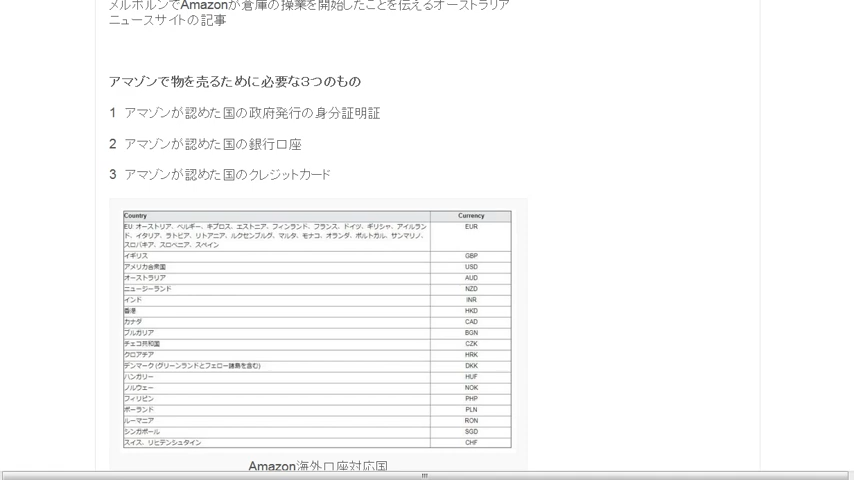 メルボルンでAmazonが倉庫の操業を開始したことを伝えるオーストラリア
ニュースサイトの記事
アマゾンで物を売るために必要な3つのもの
1 アマゾンが認めた国の政府発行の身分証明証
2 アマゾンが認めた国の銀行口座
3 アマゾンが認めた国のクレジットカード
Country Currency
EU: オーストリア、ベルギー、キプロス、エストニア、フィンランド、フランス、ドイツ、ギリシャ、アイルラン EUR
ド、イタリア、ラトビア、リトアニア、ルクセンブルグ、マルタ、モナコ、オランダ、ポルトガル、サンマリノ、
スロバキア、スロベニア、スペイン
イギリス GBP
アメリカ合衆国 USD
オーストラリア AUD
ニュージーランド NZD
インド INR
香港 HKD
カナダ CAD
ブルガリア BGN
チェコ共和国 CZK
クロアチア HRK
デンマーク (グリーンランドとフェロー諸島を含む) DKK
ハンガリー HUF
ノルウェー NOK
フィリピン PHP
ポーランド PLN
ルーマニア RON
シンガポール SGD
スイス、リヒテンシュタイン CHF
Amazon海外口座対応国